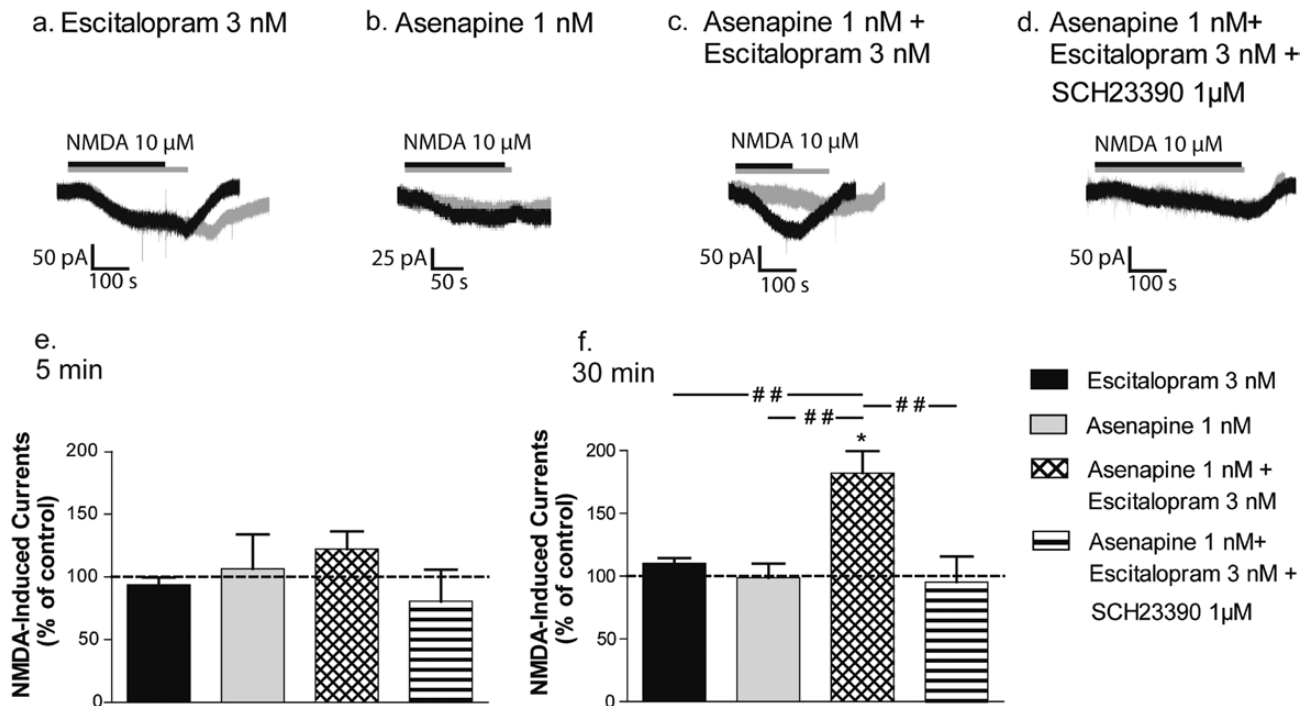 a. Escitalopram 3 nM
b. Asenapine 1 nM
c. Asenapine 1 nM +
Escitalopram 3 nM
d. Asenapine 1 nM+
Escitalopram 3 nM +
SCH23390 1µM
NMDA 10 µM
50 pA
100 s
NMDA 10 µM
25 pA
50 s
NMDA 10 µM
50 pA
100 s
NMDA 10 µM
50 pA
100 s
e.
5 min
NMDA-Induced Currents
(% of control)
200
150
100
50
0
f.
30 min
##
##
##
*
NMDA-Induced Currents
(% of control)
200
150
100
50
0
Escitalopram 3 nM
Asenapine 1 nM
Asenapine 1 nM +
Escitalopram 3 nM
Asenapine 1 nM+
Escitalopram 3 nM +
SCH23390 1µM